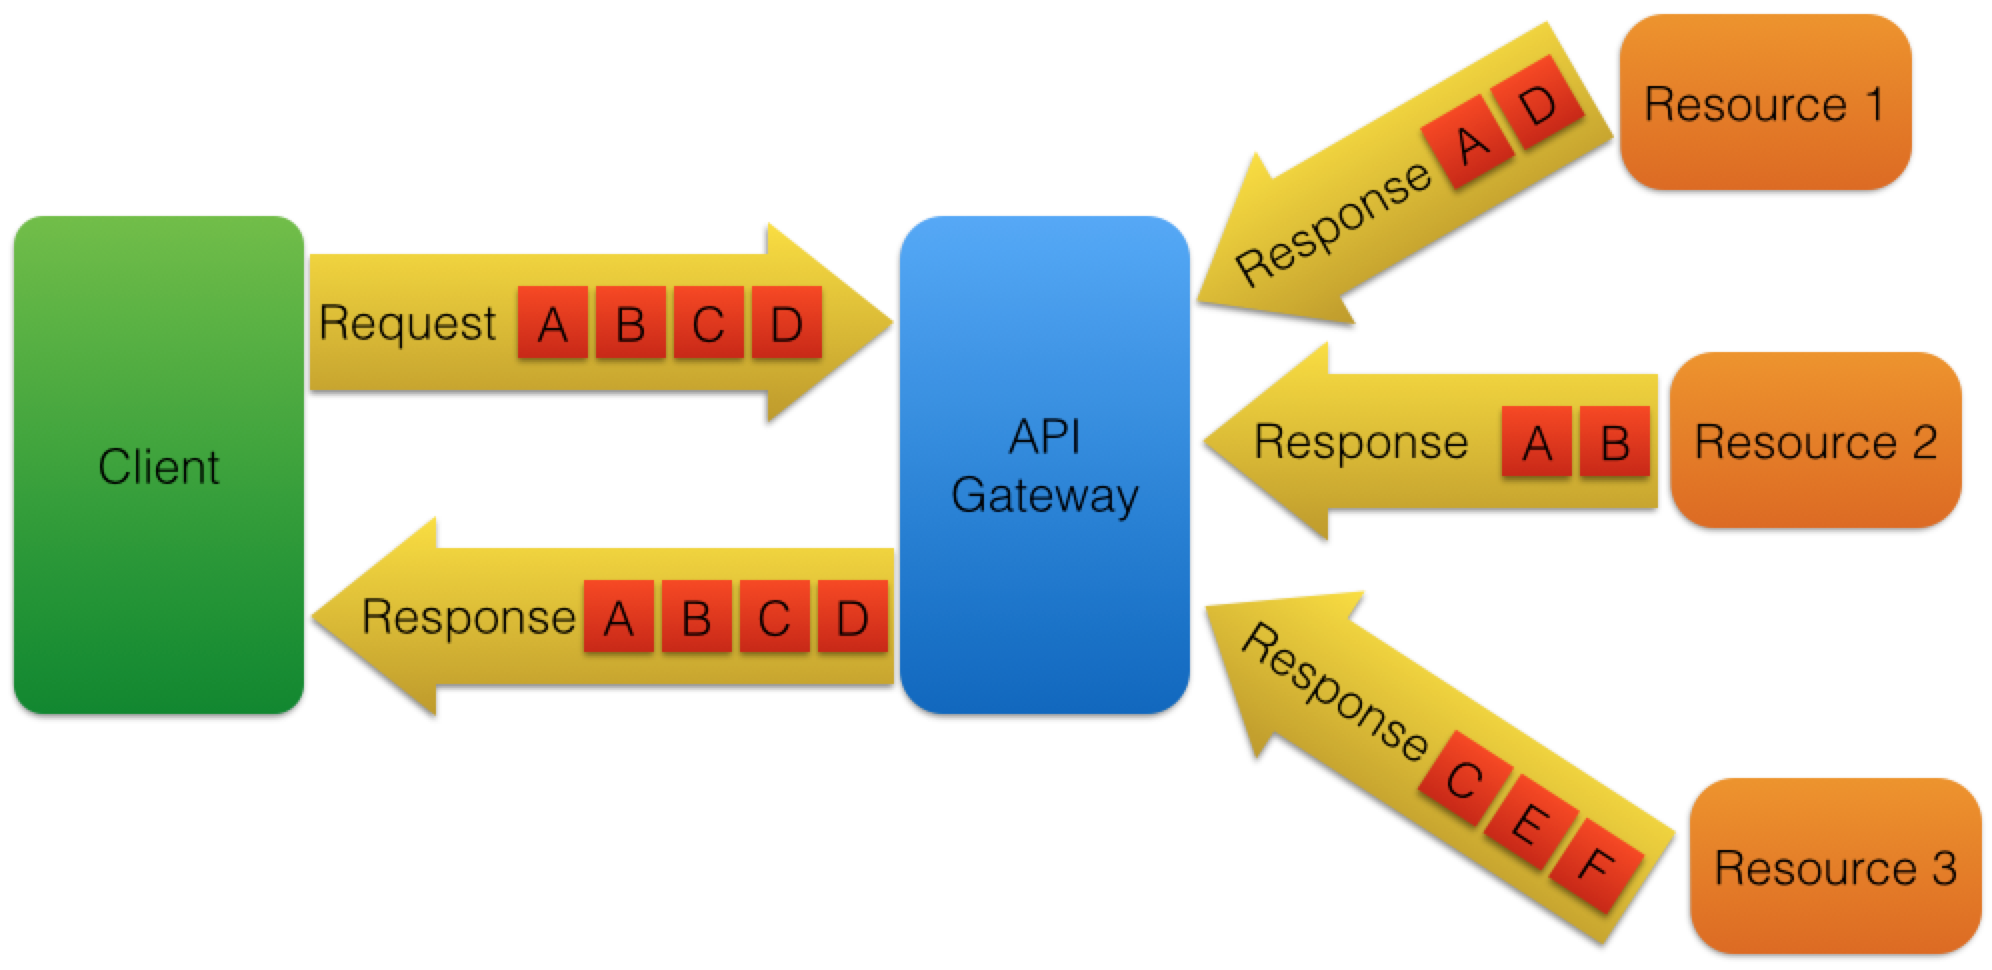 Client
Request A B C D
Response A B C D
API
Gateway
Response A D
Resource 1
Response A B
Resource 2
Response C E F
Resource 3